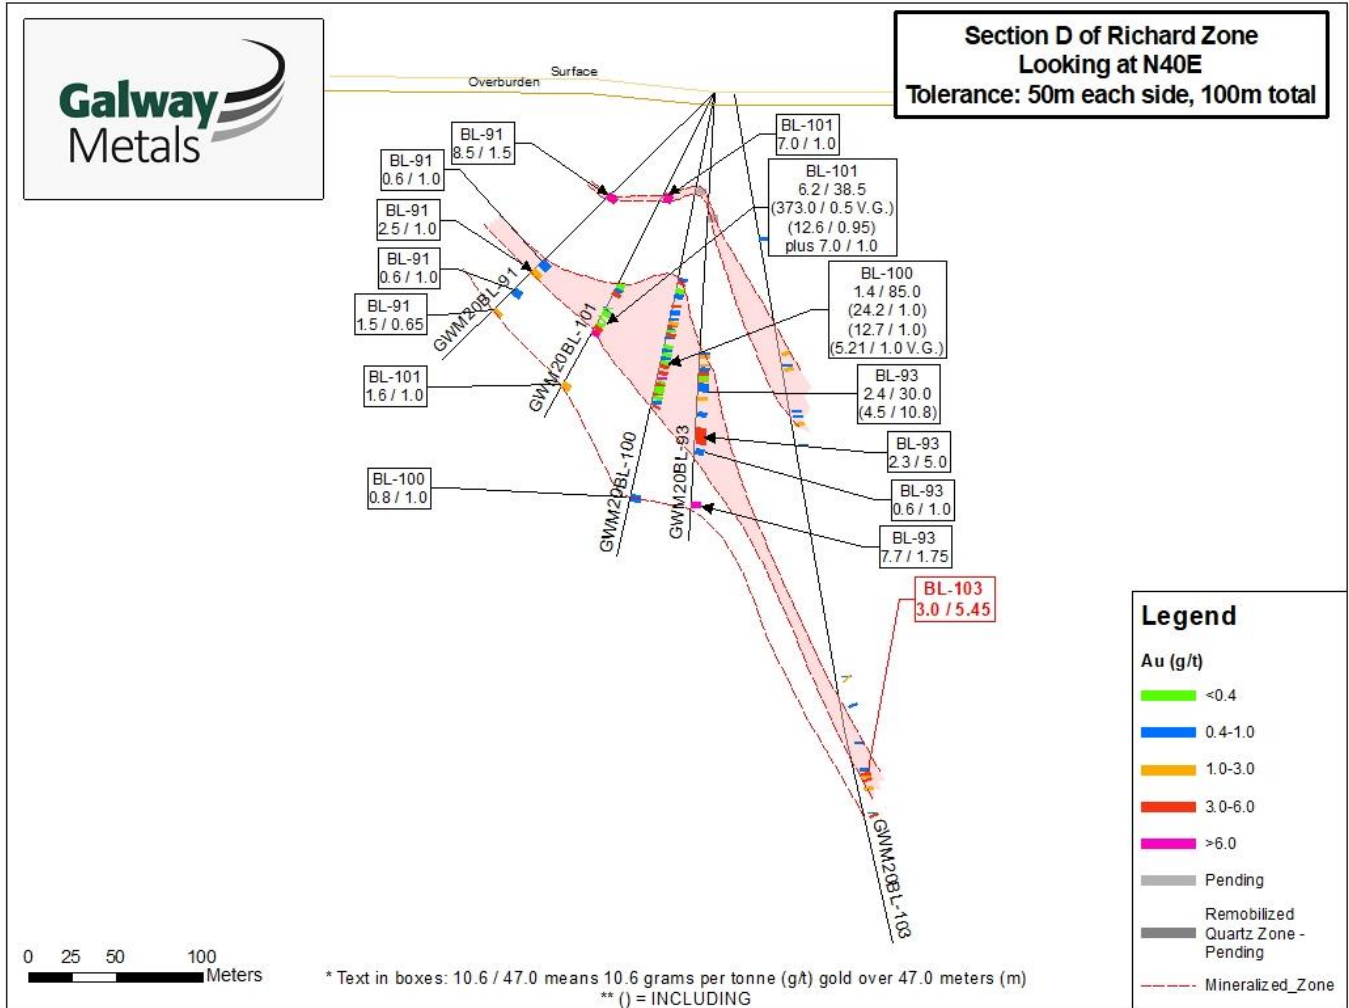 Galway
Metals
Section D of Richard Zone
Looking at N40E
Tolerance: 50m each side, 100m total
Surface
Overburden
BL-91
8.5 / 1.5
BL-101
7.0 / 1.0
BL-91
0.6 / 1.0
BL-101
6.2 / 38.5
(373.0 / 0.5 V.G.)
(12.6 / 0.95)
plus 7.0 / 1.0
BL-91
2.5 / 1.0
BL-91
0.6 / 1.0
BL-100
1.4 / 85.0
(24.2 / 1.0)
(12.7 / 1.0)
(5.21 / 1.0 V.G.)
BL-91
1.5 / 0.65
GWM20BL-91
GWM20BL-101
BL-101
1.6 / 1.0
BL-93
2.4 / 30.0
(4.5 / 10.8)
BL-93
2.3 / 5.0
GWM20BL-100
GWM20BL-93
BL-100
0.8 / 1.0
BL-93
0.6 / 1.0
BL-93
7.7 / 1.75
BL-103
3.0 / 5.45
GWM20BL-103
Legend
Au (g/t)
<0.4
0.4-1.0
1.0-3.0
3.0-6.0
>6.0
Pending
Remobilized
Quartz Zone -
Pending
Mineralized_Zone
0 25 50 100
Meters
* Text in boxes: 10.6 / 47.0 means 10.6 grams per tonne (g/t) gold over 47.0 meters (m)
** () = INCLUDING